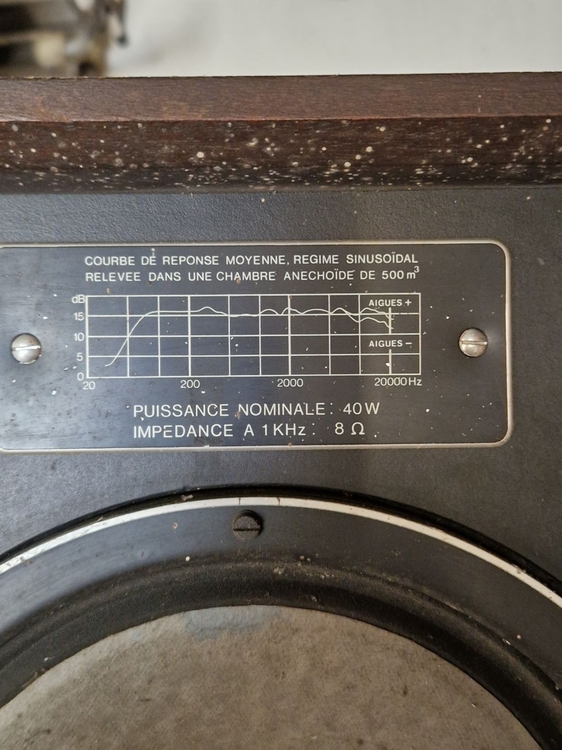 COURBE DE REPONSE MOYENNE, REGIME SINUSOÏDAL
RELEVEE DANS UNE CHAMBRE ANECHOÏDE DE 500 m³
dB
15
10
5
0
AIGUES +
AIGUES −
20 200 2000 20000 Hz
PUISSANCE NOMINALE: 40 W
IMPEDANCE A 1 KHz: 8 Ω